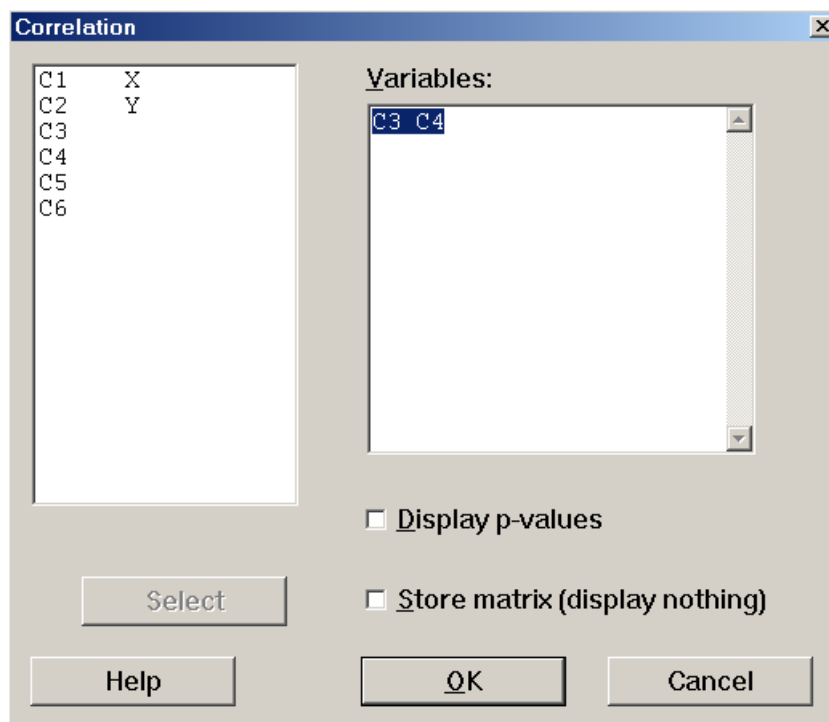 Correlation
C1 X
C2 Y
C3
C4
C5
C6
Variables:
C3 C4
Display p-values
Store matrix (display nothing)
Select
Help
OK
Cancel